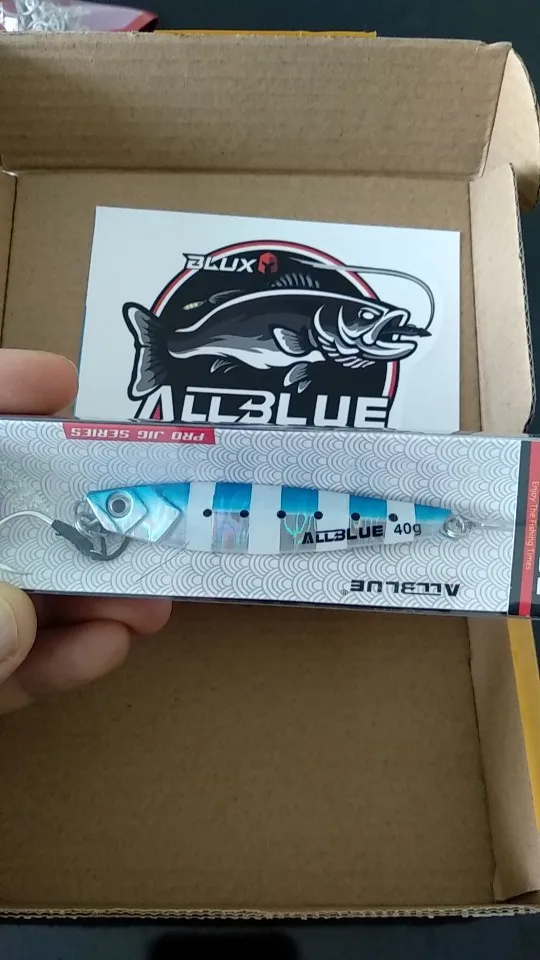 BLUX
ALLBLUE
PRO JIG SERIES
ALLBLUE 40g
ALLBLUE®
Enjoy The Fishing Times